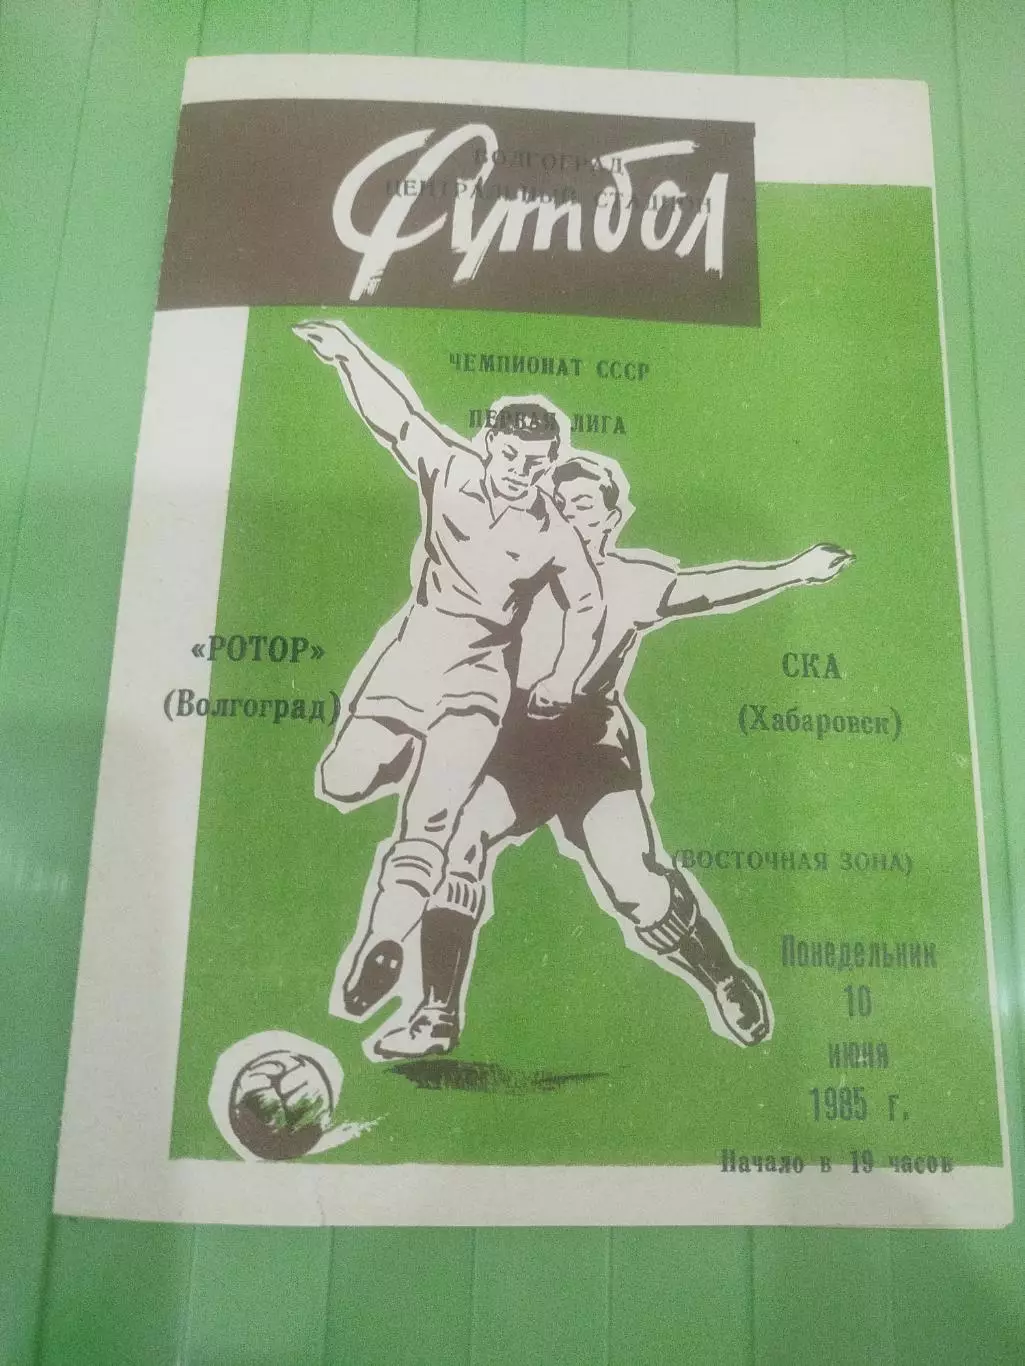 ВОЛГОГРАД
ЦЕНТРАЛЬНЫЙ СТАДИОН
Футбол
ЧЕМПИОНАТ СССР
ПЕРВАЯ ЛИГА
«РОТОР»
(Волгоград)
СКА
(Хабаровск)
(ВОСТОЧНАЯ ЗОНА)
Понедельник
10
июня
1985 г.
Начало в 19 часов